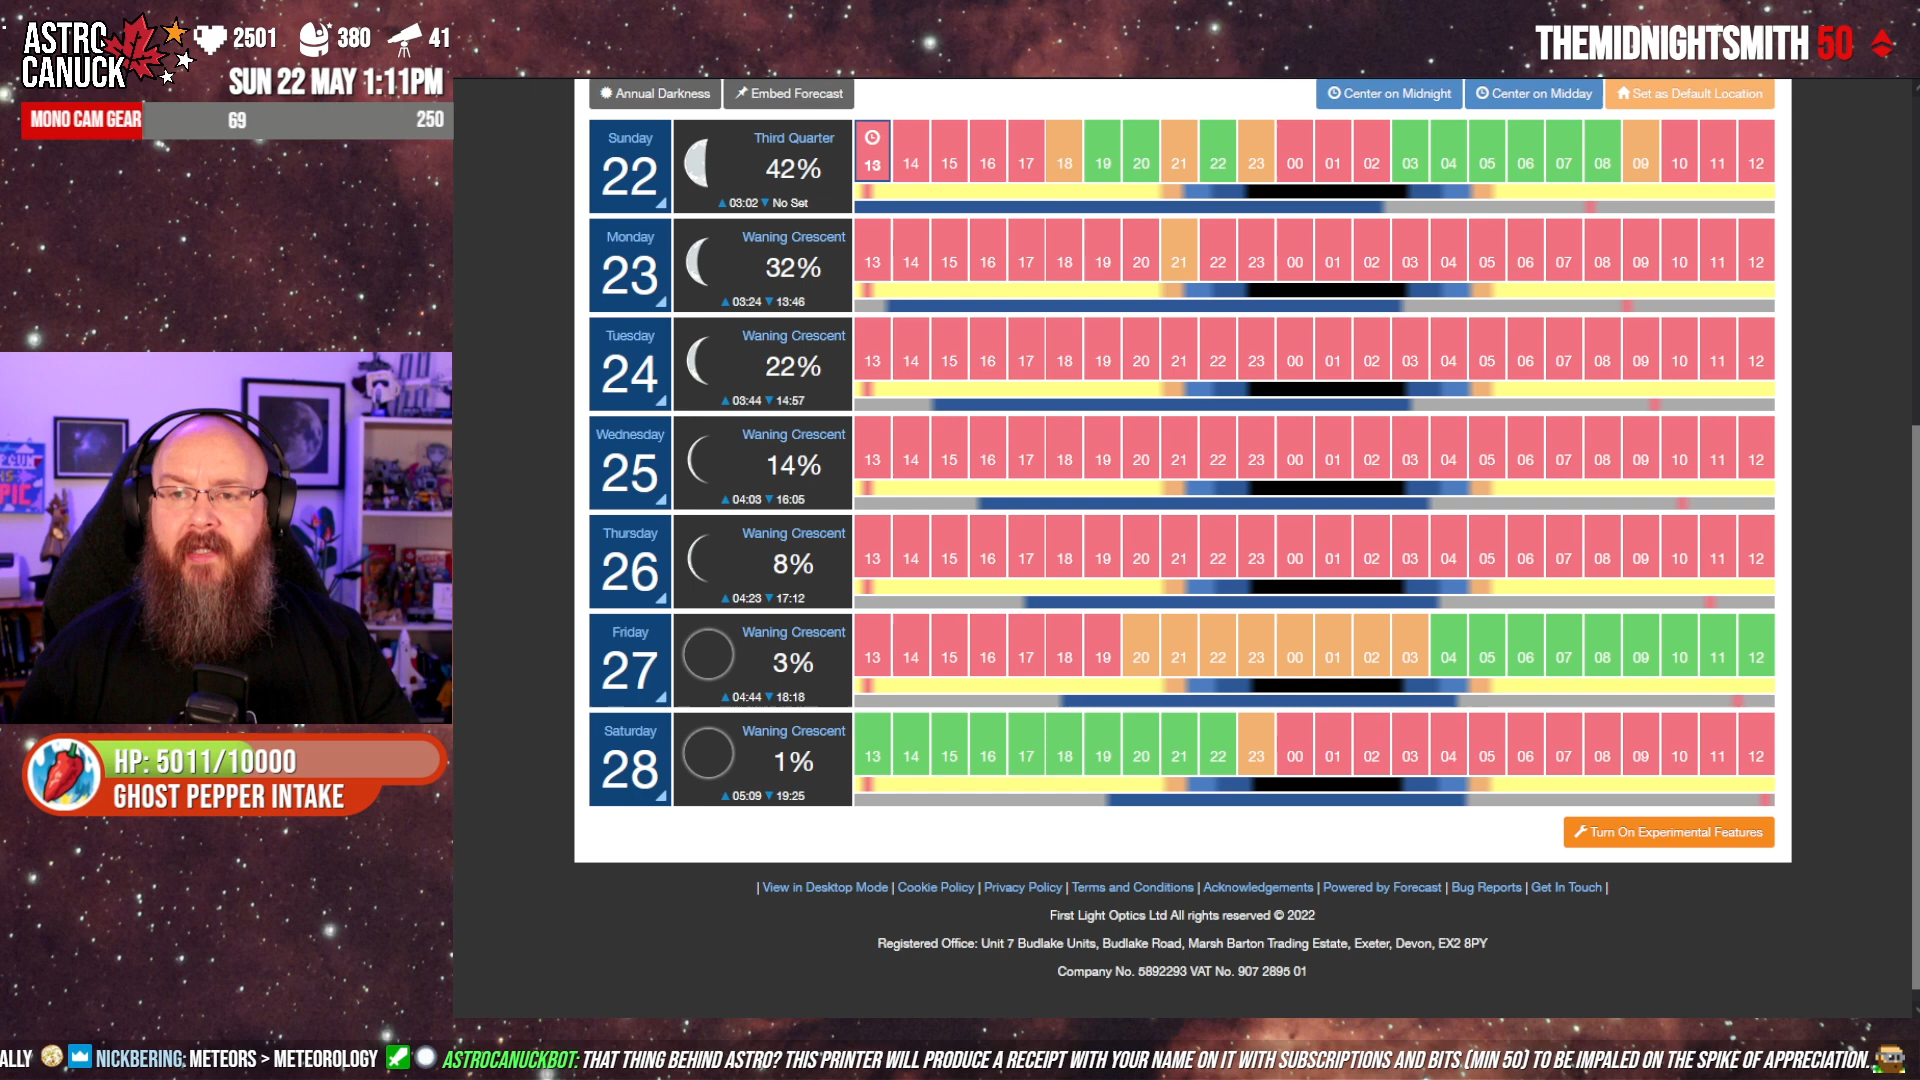 ASTRO
CANUCK
2501
380
41
THEMIDNIGHTSMITH 50
SUN 22 MAY 1:11PM
MONO CAM GEAR
69
250
Annual Darkness
Embed Forecast
Center on Midnight
Center on Midday
Set as Default Location
Sunday
22
Third Quarter
42%
03:02 No Set
13 14 15 16 17 18 19 20 21 22 23 00 01 02 03 04 05 06 07 08 09 10 11 12
Monday
23
Waning Crescent
32%
03:24 13:46
13 14 15 16 17 18 19 20 21 22 23 00 01 02 03 04 05 06 07 08 09 10 11 12
Tuesday
24
Waning Crescent
22%
03:44 14:57
13 14 15 16 17 18 19 20 21 22 23 00 01 02 03 04 05 06 07 08 09 10 11 12
Wednesday
25
Waning Crescent
14%
04:03 16:05
13 14 15 16 17 18 19 20 21 22 23 00 01 02 03 04 05 06 07 08 09 10 11 12
Thursday
26
Waning Crescent
8%
04:23 17:12
13 14 15 16 17 18 19 20 21 22 23 00 01 02 03 04 05 06 07 08 09 10 11 12
Friday
27
Waning Crescent
3%
04:44 18:18
13 14 15 16 17 18 19 20 21 22 23 00 01 02 03 04 05 06 07 08 09 10 11 12
Saturday
28
Waning Crescent
1%
05:09 19:25
13 14 15 16 17 18 19 20 21 22 23 00 01 02 03 04 05 06 07 08 09 10 11 12
HP: 5011/10000
GHOST PEPPER INTAKE
Turn On Experimental Features
| View in Desktop Mode | Cookie Policy | Privacy Policy | Terms and Conditions | Acknowledgements | Powered by Forecast | Bug Reports | Get In Touch |
First Light Optics Ltd All rights reserved © 2022
Registered Office: Unit 7 Budlake Units, Budlake Road, Marsh Barton Trading Estate, Exeter, Devon, EX2 8PY
Company No. 5892293 VAT No. 907 2895 01
ALLY NICKBERING: METEORS > METEOROLOGY ASTROCANUCKBOT: THAT THING BEHIND ASTRO? THIS PRINTER WILL PRODUCE A RECEIPT WITH YOUR NAME ON IT WITH SUBSCRIPTIONS AND BITS (MIN 50) TO BE IMPALED ON THE SPIKE OF APPRECIATION..